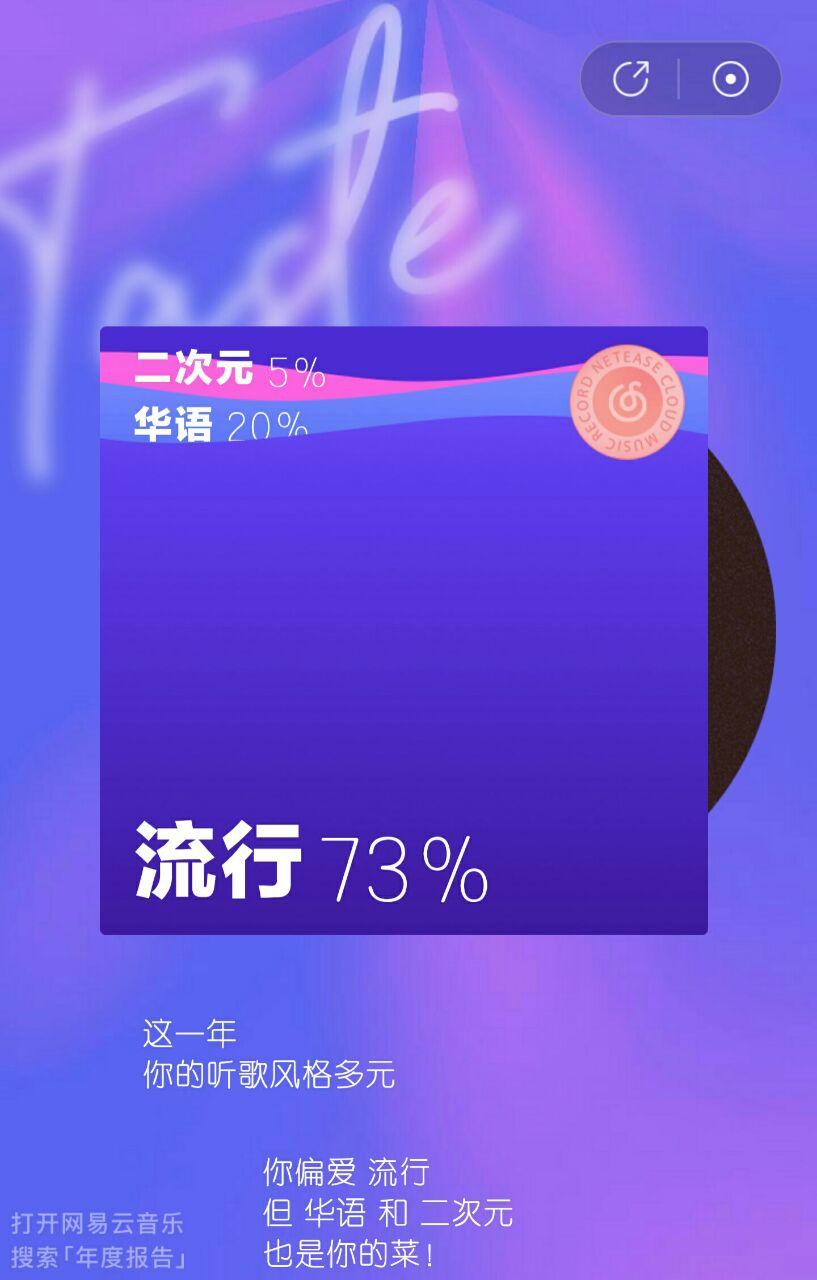 Taste
二次元 5%
NETEASE CLOUD MUSIC RECORD
华语 20%
流行 73%
这一年
你的听歌风格多元
你偏爱 流行
但 华语 和 二次元
也是你的菜!
打开网易云音乐
搜索「年度报告」